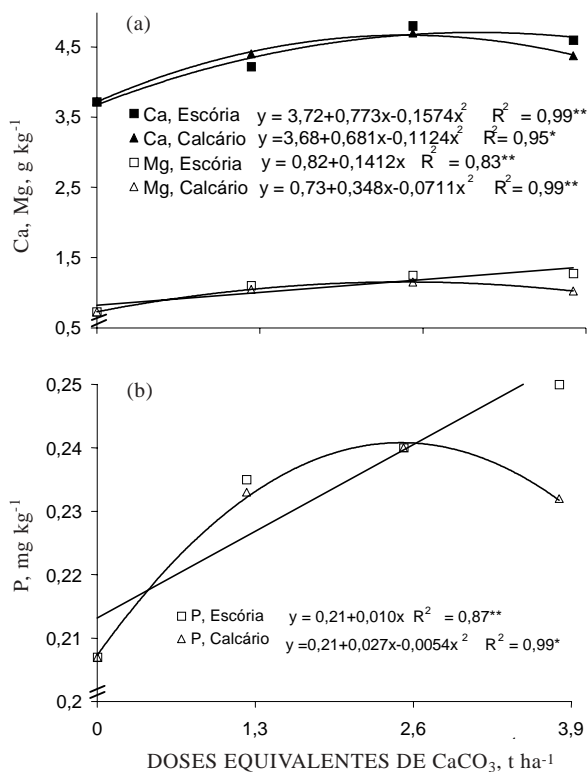 (a)
4,5
3,5
2,5
1,5
0,5
Ca, Mg, g kg-1
Ca, Escória y = 3,72+0,773x-0,1574x2 R2 = 0,99**
Ca, Calcário y =3,68+0,681x-0,1124x2 R2= 0,95*
Mg, Escória y = 0,82+0,1412x R2 = 0,83**
Mg, Calcário y = 0,73+0,348x-0,0711x2 R2 = 0,99**
(b)
0,25
0,24
0,23
0,22
0,21
0,2
P, mg kg-1
P, Escória y = 0,21+0,010x R2 = 0,87**
P, Calcário y =0,21+0,027x-0,0054x2 R2 = 0,99*
0 1,3 2,6 3,9
DOSES EQUIVALENTES DE CaCO3, t ha-1